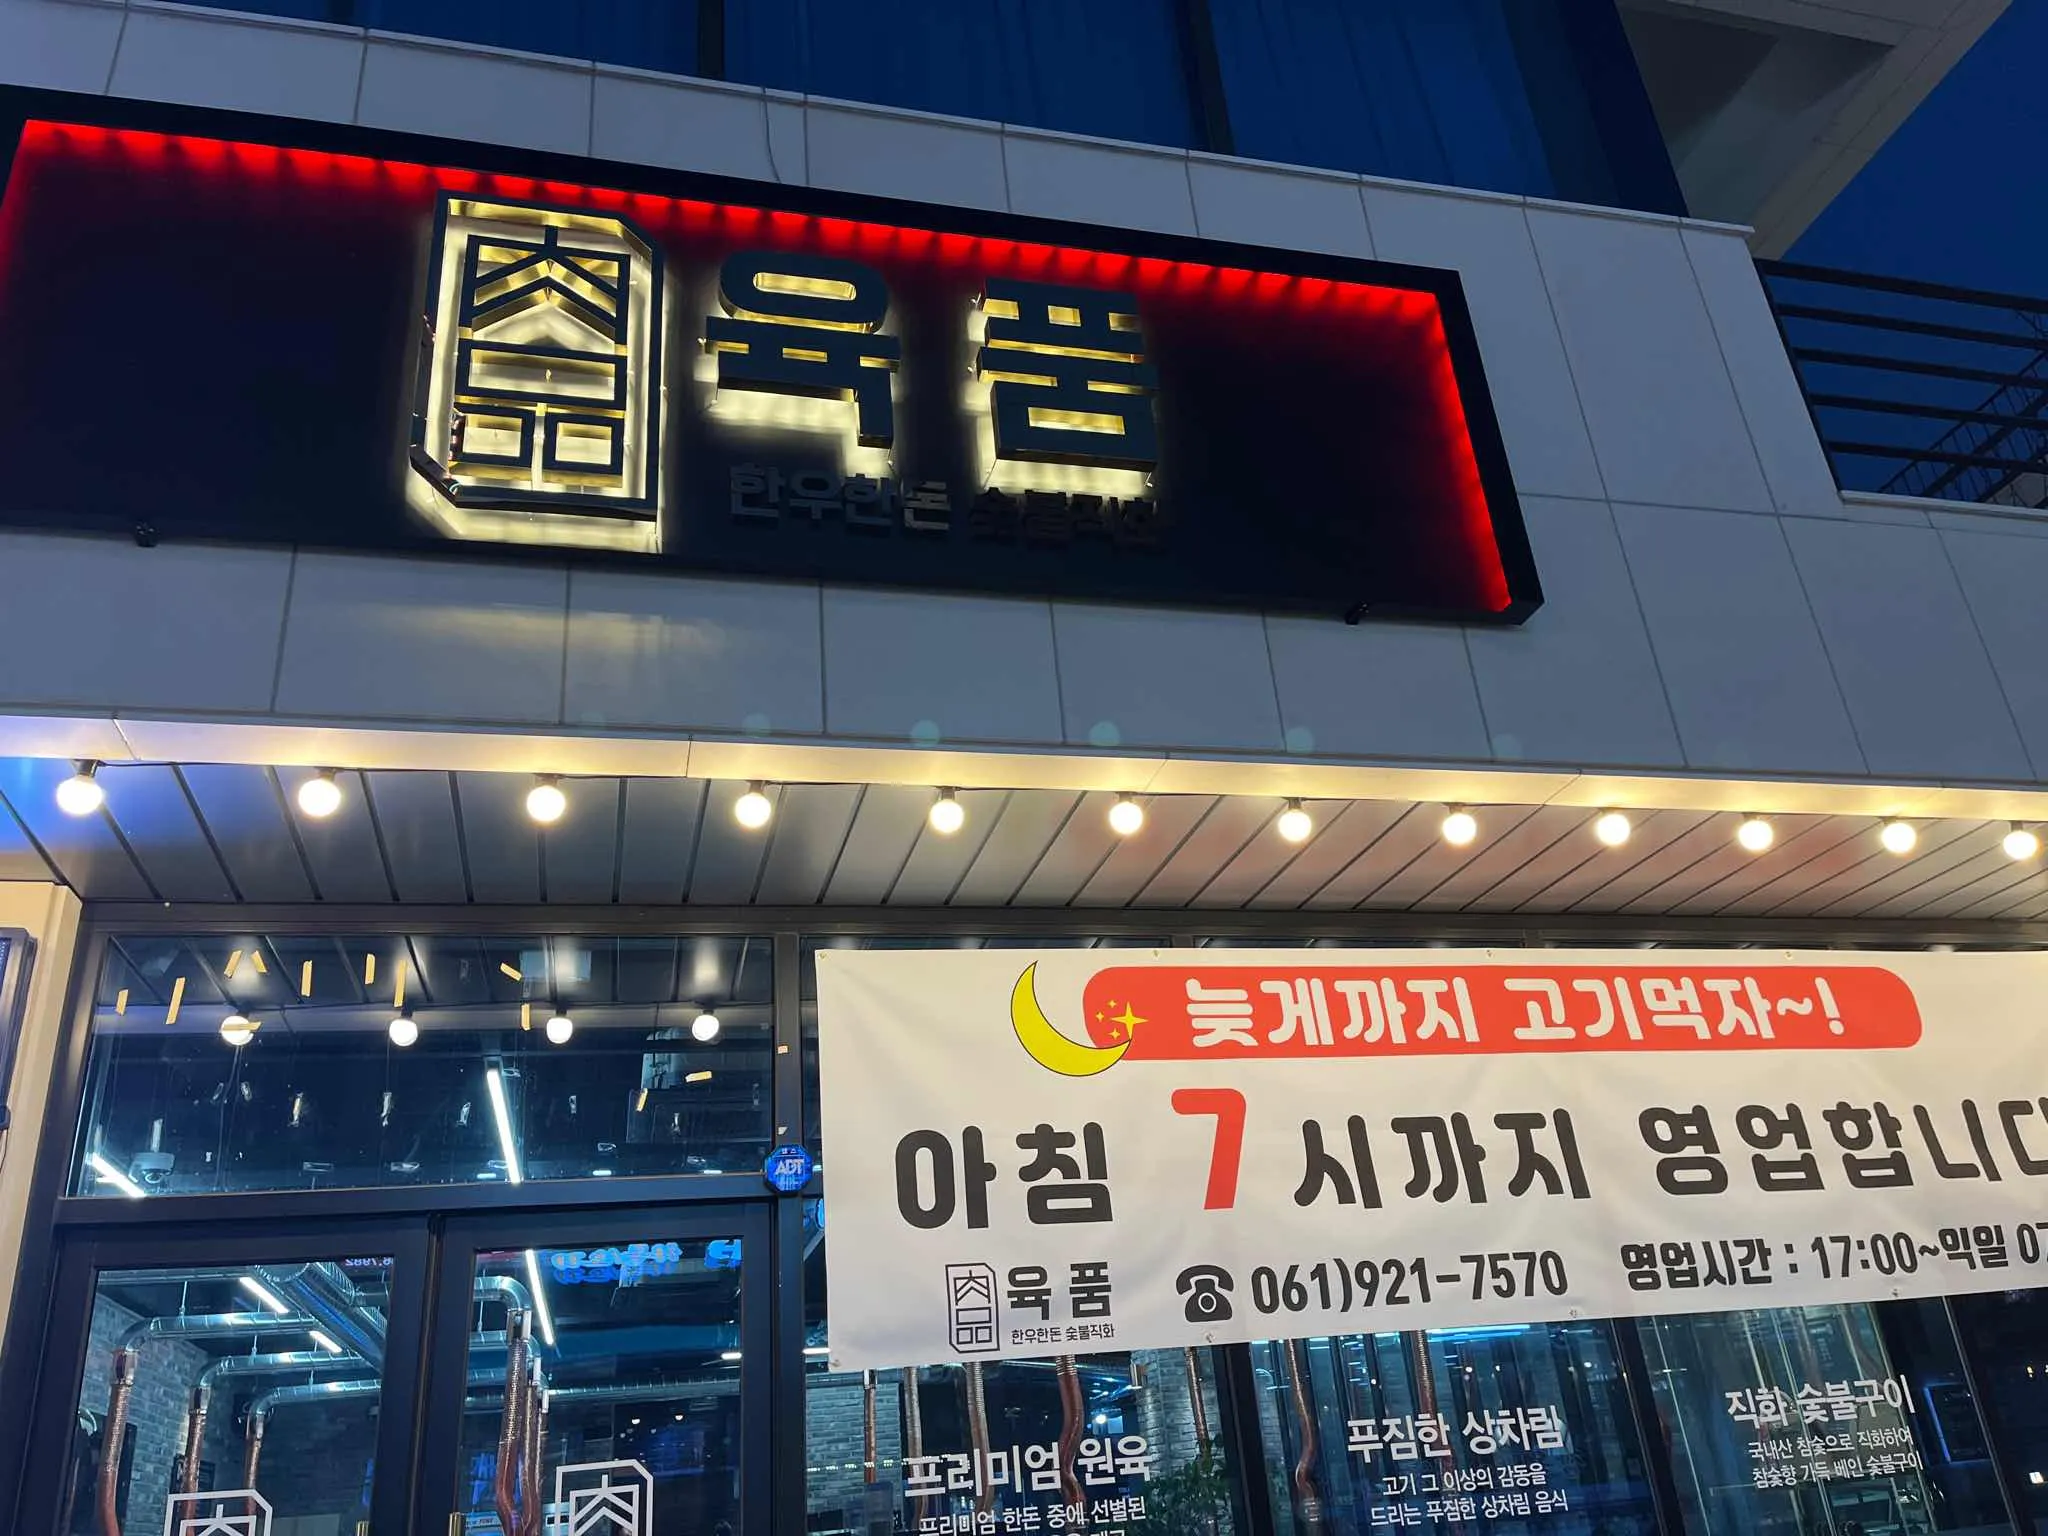 肉品 육품
한우한돈 숯불직화
늦게까지 고기먹자~!
아침 7시까지 영업합니다
肉品 육품
한우한돈 숯불직화
061)921-7570
영업시간 : 17:00~익일 07
ADT
프리미엄 원육
프리미엄 한돈 중에 선별된
푸짐한 상차림
고기 그 이상의 감동을
드리는 푸짐한 상차림 음식
직화 숯불구이
국내산 참숯으로 직화하여
참숯향 가득 베인 숯불구이